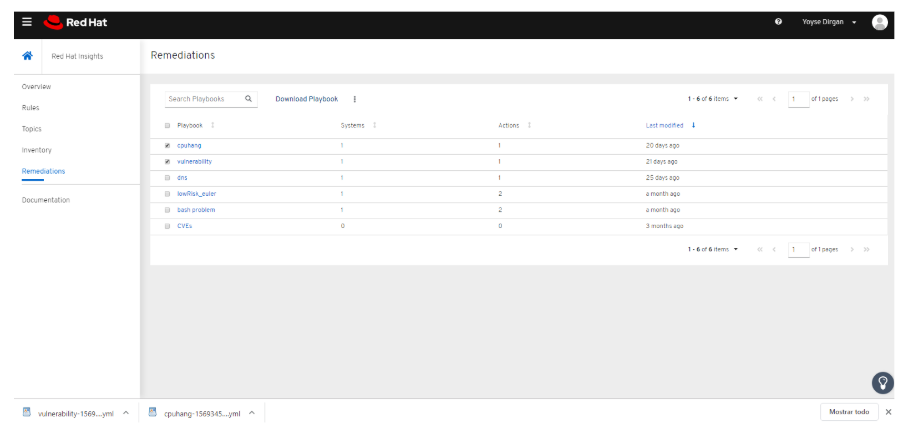 Red Hat
Yoyse Dirgan
Red Hat Insights
Remediations
Overview
Rules
Topics
Inventory
Remediations
Documentation
Search Playbooks
Download Playbook
1 - 6 of 6 items
1
of 1 pages
Playbook Systems Actions Last modified
cpuhang 1 1 20 days ago
vulnerability 1 1 21 days ago
dns 1 1 25 days ago
lowRisk_euler 1 2 a month ago
bash problem 1 2 a month ago
CVEs 0 0 3 months ago
1 - 6 of 6 items
1
of 1 pages
vulnerability-1569....yml
cpuhang-1569345....yml
Mostrar todo